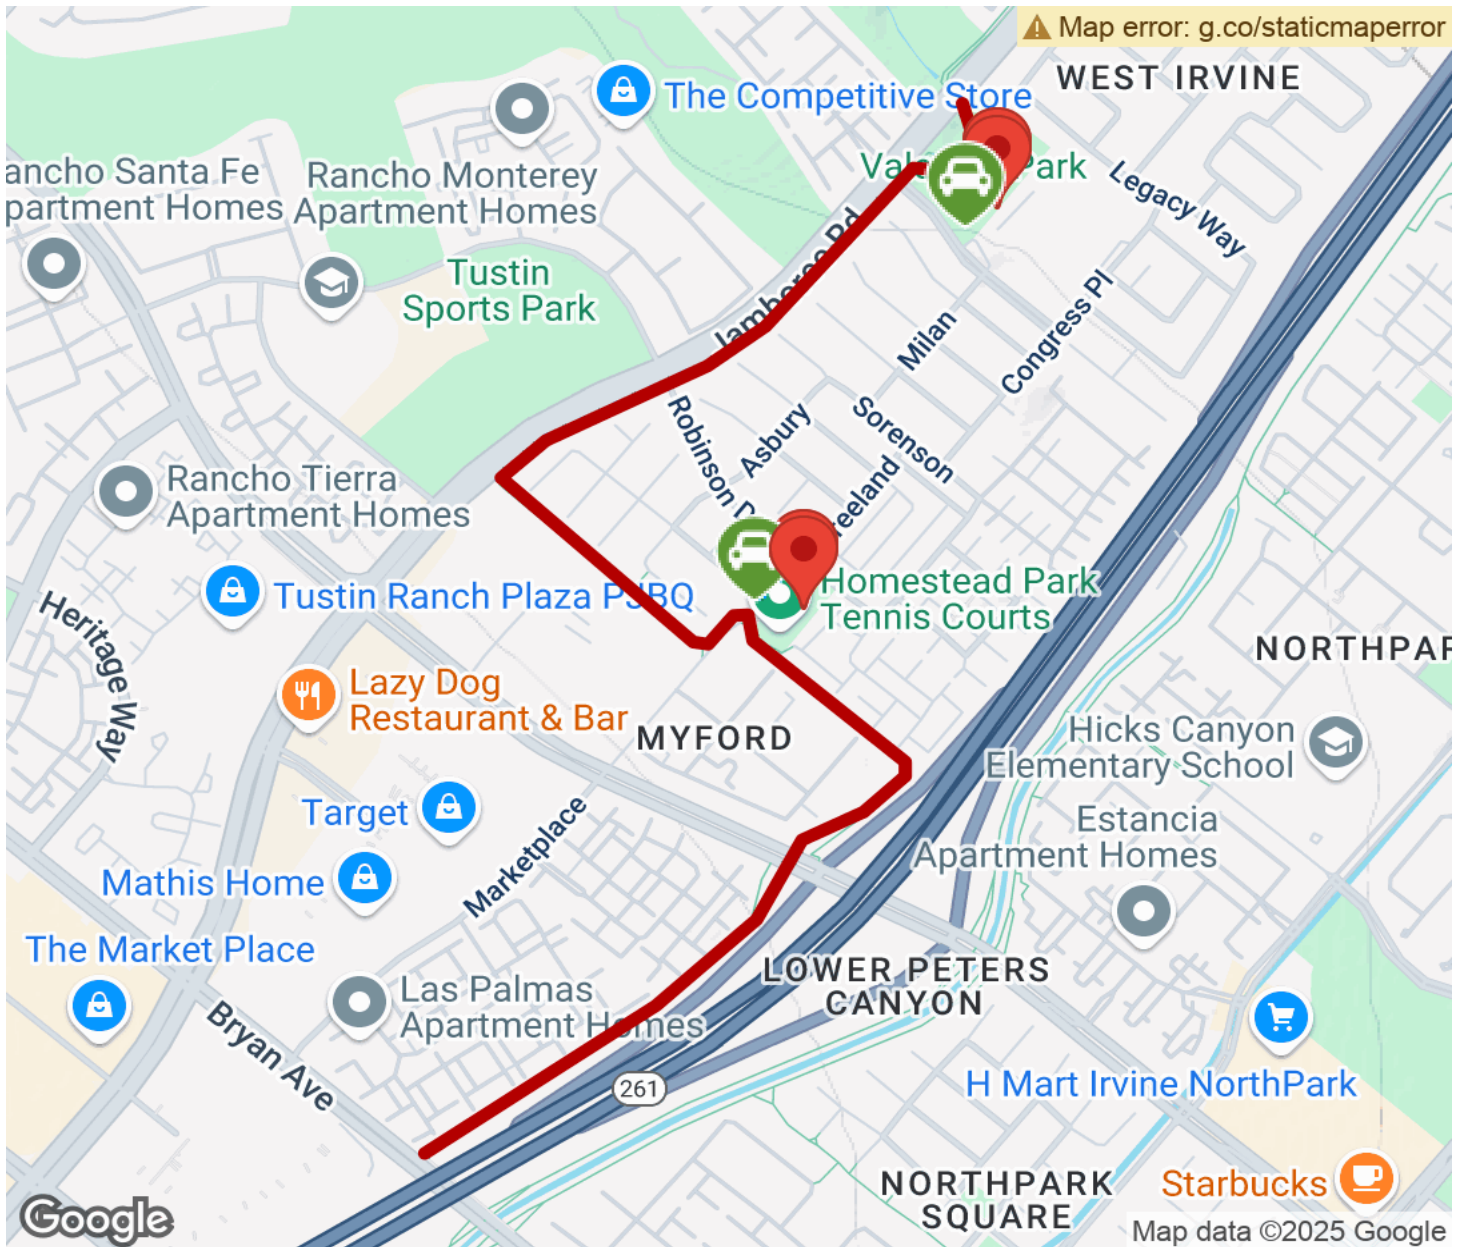 Map error: g.co/staticmaperror
WEST IRVINE
The Competitive Store
Park
Rancho Monterey
Apartment Homes
ancho Santa Fe
partment Homes
Legacy Way
Tustin
Sports Park
Rd
Milan
Congress Pl
Asbury
Sorenson
Robinson D
reeland
Rancho Tierra
Apartment Homes
Homestead Park
Tennis Courts
Tustin Ranch Plaza
Heritage Way
NORTHPAR
Lazy Dog
Restaurant & Bar
MYFORD
Hicks Canyon
Elementary School
Target
Marketplace
Estancia
Apartment Homes
Mathis Home
The Market Place
LOWER PETERS
CANYON
Las Palmas
Apartment Homes
Bryan Ave
261
H Mart Irvine NorthPark
NORTHPARK
SQUARE
Starbucks
Google
Map data ©2025 Google